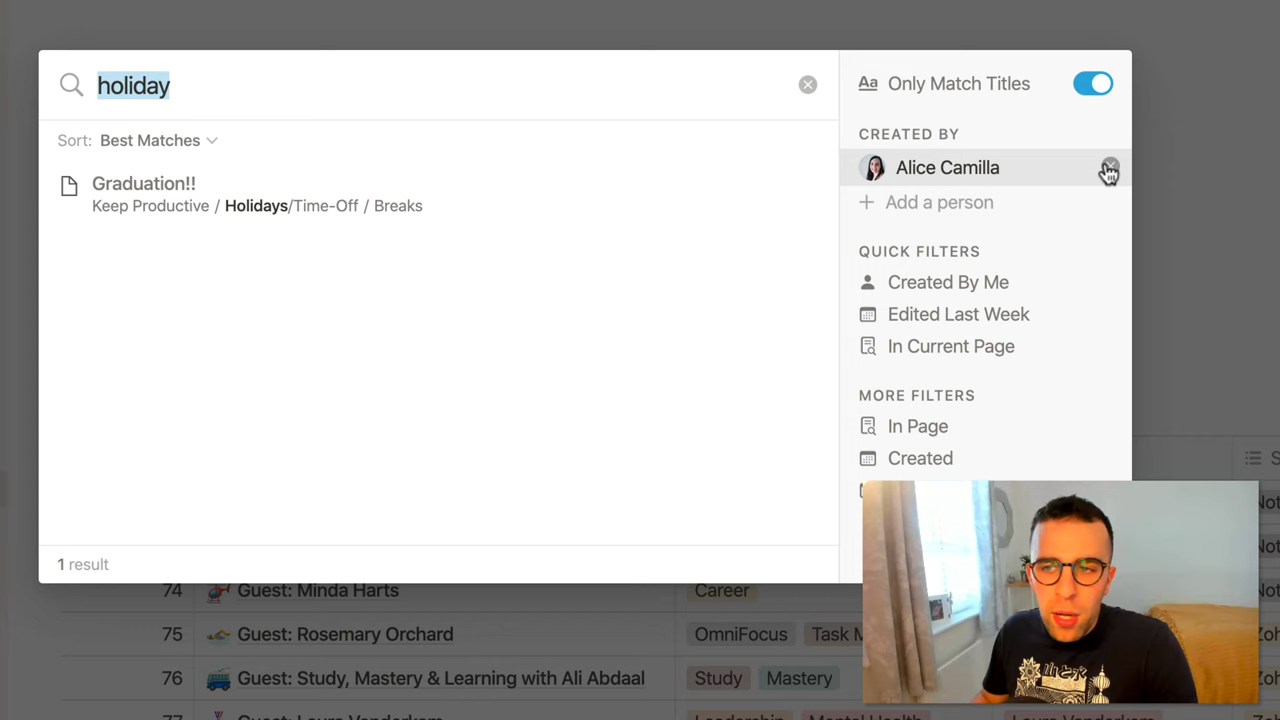 holiday
Aa Only Match Titles
Sort: Best Matches
CREATED BY
Alice Camilla
Graduation!!
Keep Productive / Holidays/Time-Off / Breaks
+ Add a person
QUICK FILTERS
Created By Me
Edited Last Week
In Current Page
MORE FILTERS
In Page
Created
1 result
74 Guest: Minda Harts Career
75 Guest: Rosemary Orchard OmniFocus Task
76 Guest: Study, Mastery & Learning with Ali Abdaal Study Mastery
77